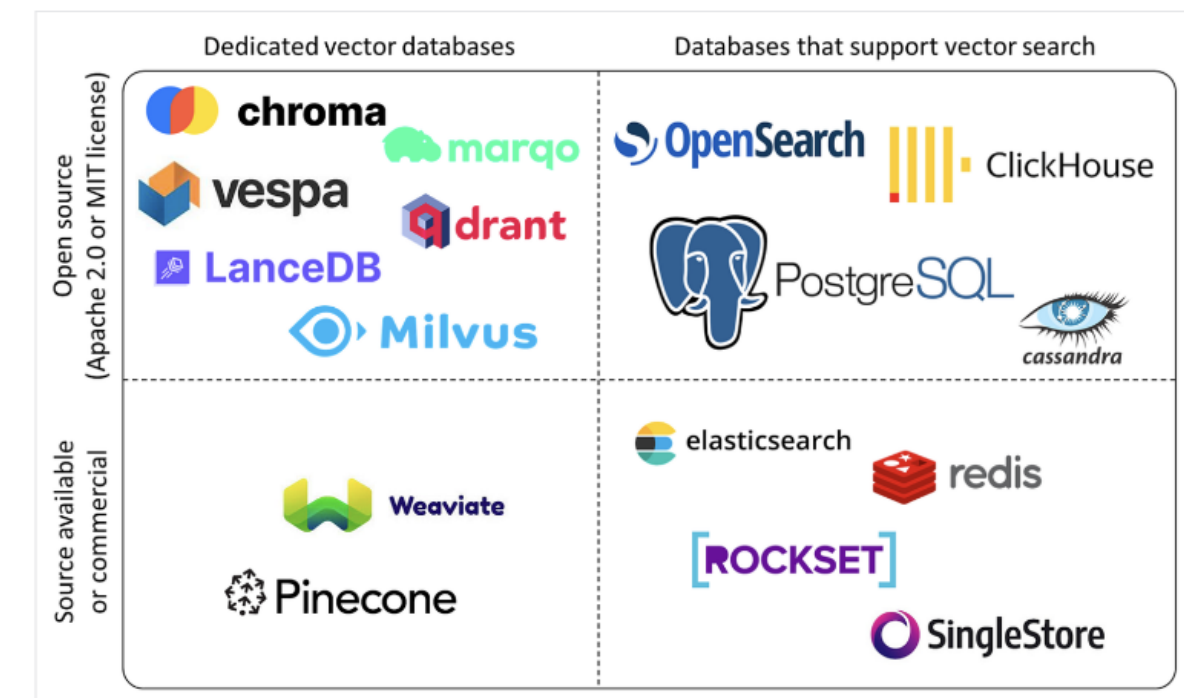 Dedicated vector databases
Databases that support vector search
Open source
(Apache 2.0 or MIT license)
chroma
marqo
vespa
qdrant
LanceDB
Milvus
OpenSearch
ClickHouse
PostgreSQL
cassandra
Source available
or commercial
Weaviate
Pinecone
elasticsearch
redis
[ROCKSET]
SingleStore